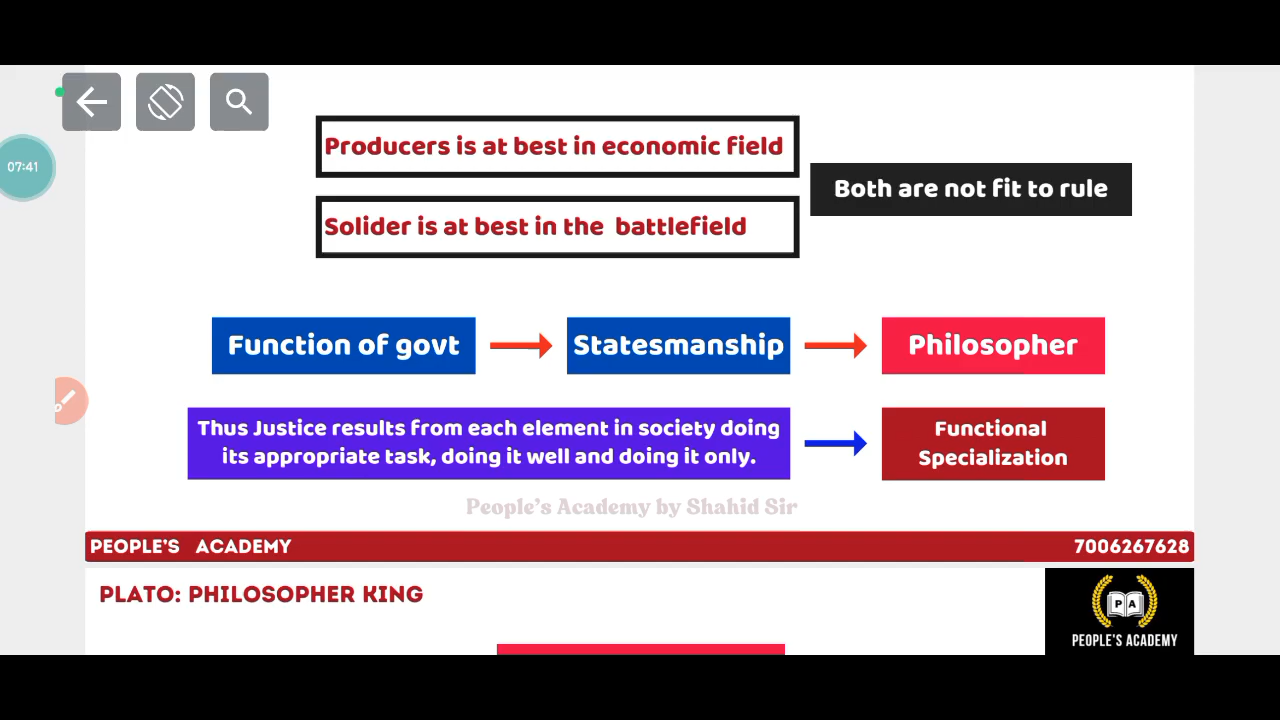 07:41
Producers is at best in economic field
Solider is at best in the battlefield
Both are not fit to rule
Function of govt
Statesmanship
Philosopher
Thus Justice results from each element in society doing
its appropriate task, doing it well and doing it only.
Functional
Specialization
People's Academy by Shahid Sir
PEOPLE'S ACADEMY
7006267628
PLATO: PHILOSOPHER KING
P A
PEOPLE'S ACADEMY